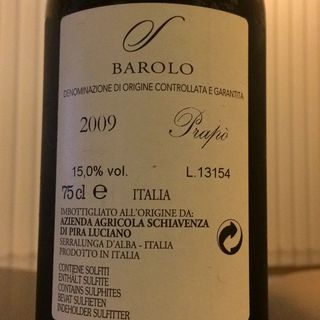 S
BAROLO
DENOMINAZIONE DI ORIGINE CONTROLLATA E GARANTITA
2009 Prapò
15,0% vol. L.13154
75 cl e ITALIA
IMBOTTIGLIATO ALL'ORIGINE DA:
AZIENDA AGRICOLA SCHIAVENZA
DI PIRA LUCIANO
SERRALUNGA D'ALBA - ITALIA
PRODOTTO IN ITALIA
CONTIENE SOLFITI
ENTHÄLT SULFITE
CONTAINS SULPHITES
BEVAT SULFIETEN
INDEHOLDER SULFITTER